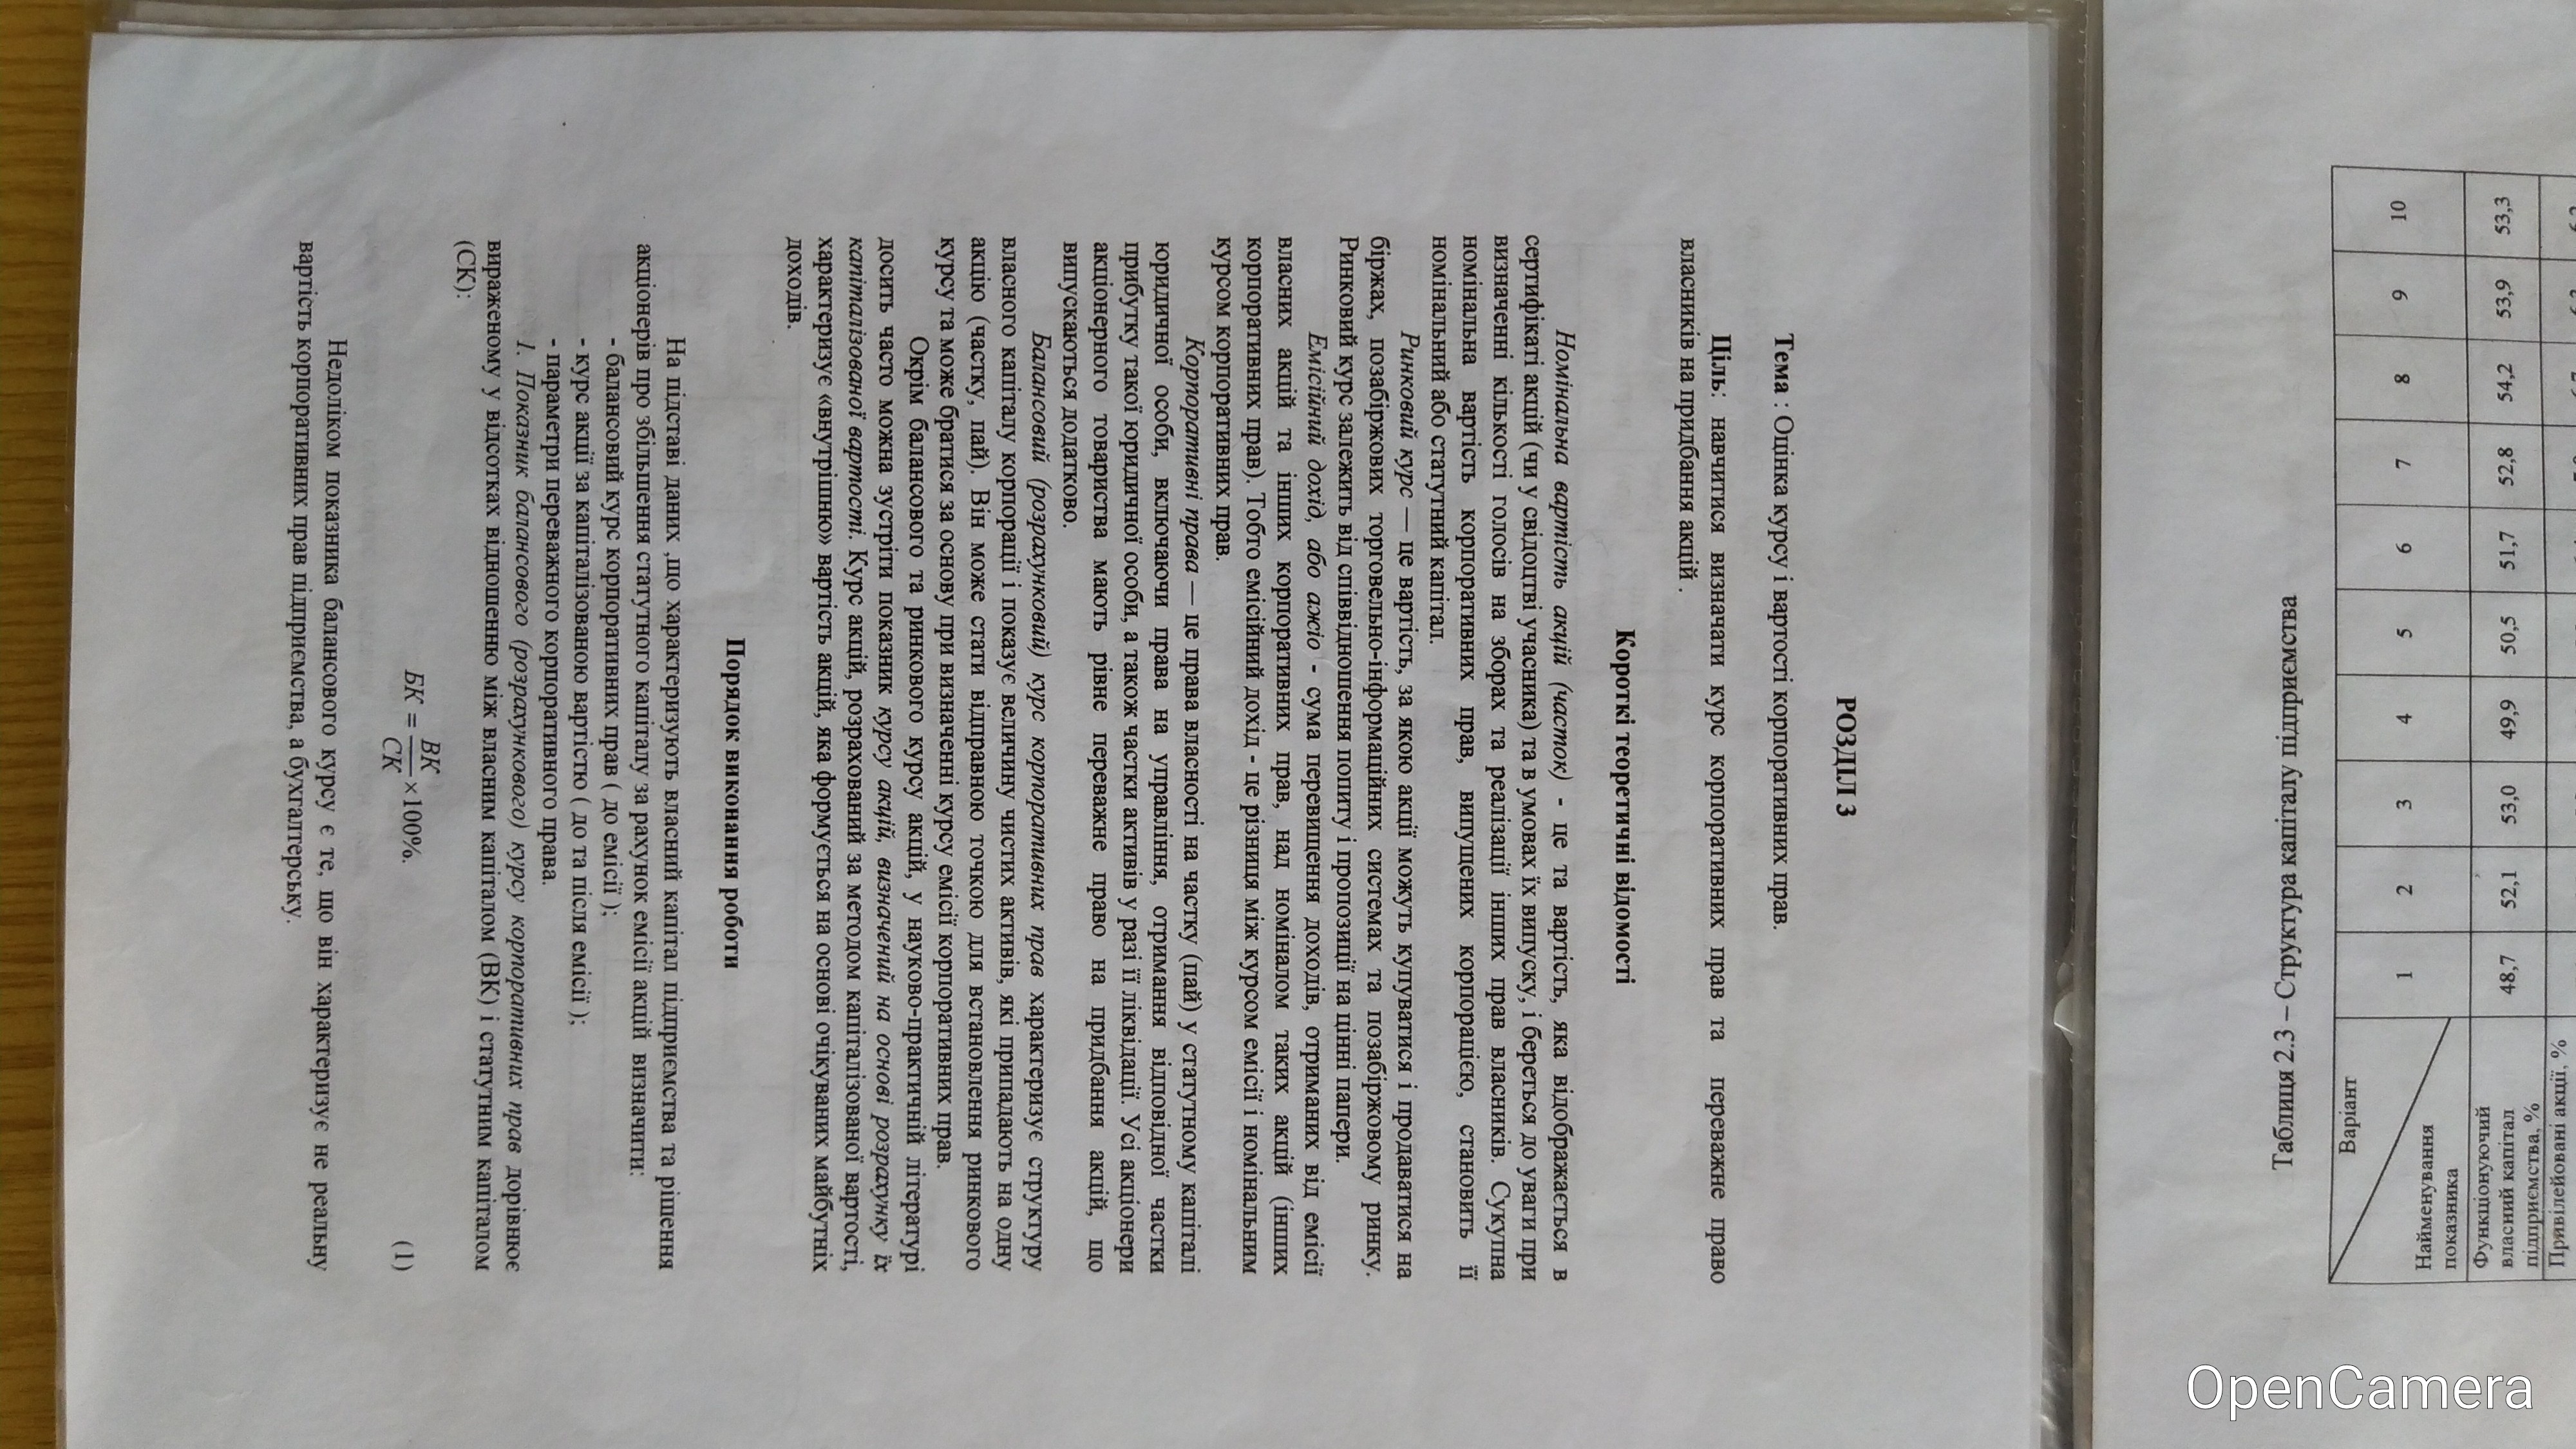 РОЗДІЛ 3
Тема : Оцінка курсу і вартості корпоративних прав.
Ціль: навчитися визначати курс корпоративних прав та переважне право
власників на придбання акцій .
Короткі теоретичні відомості
Номінальна вартість акцій (часток) - це та вартість, яка відображається в
сертифікаті акцій (чи у свідоцтві учасника) та в умовах їх випуску, і береться до уваги при
визначенні кількості голосів на зборах та реалізації інших прав власників. Сукупна
номінальна вартість корпоративних прав, випущених корпорацією, становить її
номінальний або статутний капітал.
Ринковий курс — це вартість, за якою акції можуть купуватися і продаватися на
біржах, позабіржових торговельно-інформаційних системах та позабіржовому ринку.
Ринковий курс залежить від співвідношення попиту і пропозиції на цінні папери.
Емісійний дохід, або ажіо - сума перевищення доходів, отриманих від емісії
власних акцій та інших корпоративних прав, над номіналом таких акцій (інших
корпоративних прав). Тобто емісійний дохід - це різниця між курсом емісії і номінальним
курсом корпоративних прав.
Корпоративні права — це права власності на частку (пай) у статутному капіталі
юридичної особи, включаючи права на управління, отримання відповідної частки
прибутку такої юридичної особи, а також частки активів у разі її ліквідації. Усі акціонери
акціонерного товариства мають рівне переважне право на придбання акцій, що
випускаються додатково.
Балансовий (розрахунковий) курс корпоративних прав характеризує структуру
власного капіталу корпорації і показує величину чистих активів, які припадають на одну
акцію (частку, пай). Він може стати відправною точкою для встановлення ринкового
курсу та може братися за основу при визначенні курсу емісії корпоративних прав.
Окрім балансового та ринкового курсу акцій, у науково-практичній літературі
досить часто можна зустріти показник курсу акцій, визначений на основі розрахунку їх
капіталізованої вартості. Курс акцій, розрахований за методом капіталізованої вартості,
характеризує «внутрішню» вартість акцій, яка формується на основі очікуваних майбутніх
доходів.
Порядок виконання роботи
На підставі даних ,що характеризують власний капітал підприємства та рішення
акціонерів про збільшення статутного капіталу за рахунок емісії акцій визначити:
- балансовий курс корпоративних прав ( до емісії );
- курс акції за капіталізованою вартістю ( до та після емісії );
- параметри переважного корпоративного права.
1. Показник балансового (розрахункового) курсу корпоративних прав дорівнює
вираженому у відсотках відношенню між власним капіталом (ВК) і статутним капіталом
(СК):
БК = ВК / СК ×100%. (1)
Недоліком показника балансового курсу є те, що він характеризує не реальну
вартість корпоративних прав підприємства, а бухгалтерську.
Таблиця 2.3 – Структура капіталу підприємства
Варіант
Найменування
показника
1 2 3 4 5 6 7 8 9 10
Функціонуючий
власний капітал
підприємства, %
48,7 52,1 53,0 49,9 50,5 51,7 52,8 54,2 53,9 53,3
Привілейовані акції, %
OpenCamera